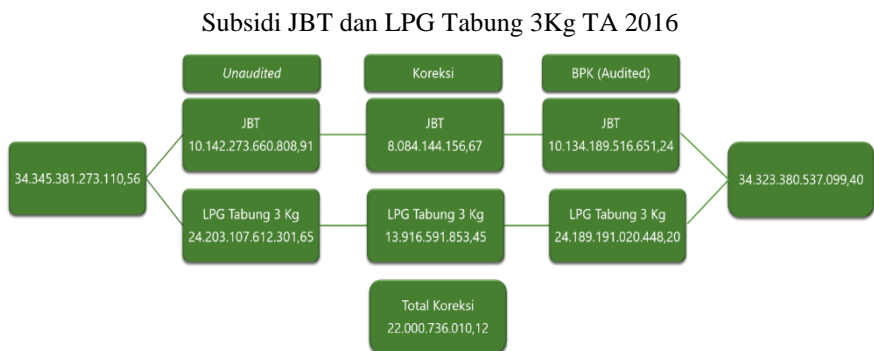 Subsidi JBT dan LPG Tabung 3Kg TA 2016
Unaudited
Koreksi
BPK (Audited)
JBT
10.142.273.660.808,91
JBT
8.084.144.156,67
JBT
10.134.189.516.651,24
34.345.381.273.110,56
34.323.380.537.099,40
LPG Tabung 3 Kg
24.203.107.612.301,65
LPG Tabung 3 Kg
13.916.591.853,45
LPG Tabung 3 Kg
24.189.191.020.448,20
Total Koreksi
22.000.736.010,12